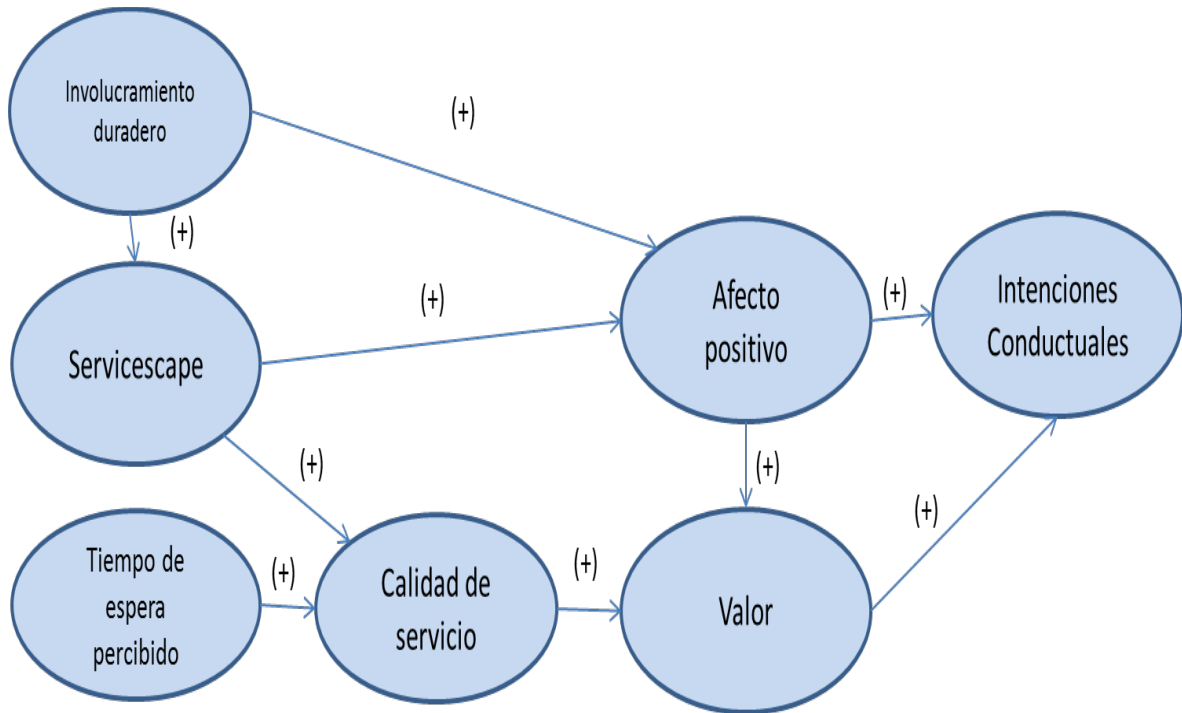 Involucramiento
duradero
(+)
(+)
Servicescape
(+)
Afecto
positivo
(+)
Intenciones
Conductuales
(+)
(+)
(+)
Tiempo de
espera
percibido
(+)
Calidad de
servicio
(+)
Valor